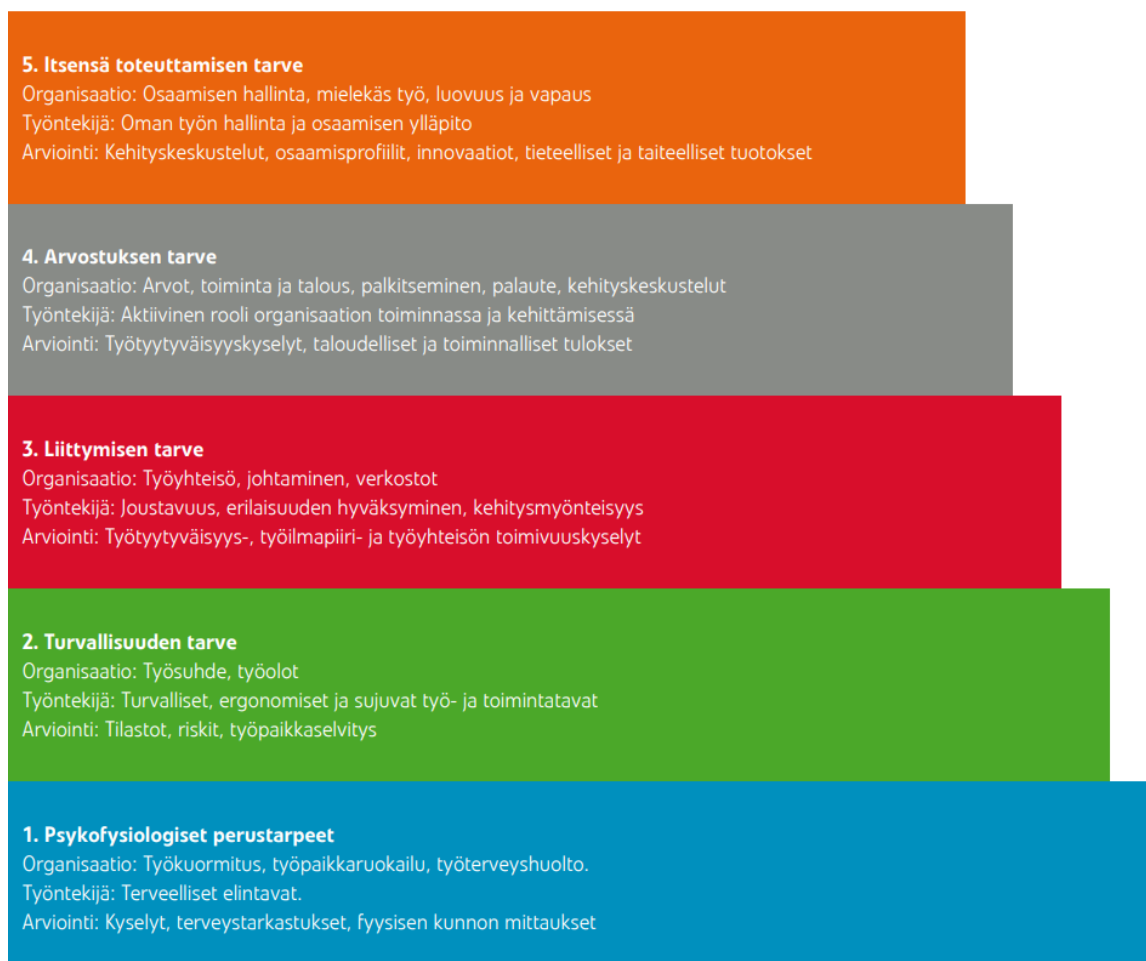 5. Itsensä toteuttamisen tarve
Organisaatio: Osaamisen hallinta, mielekäs työ, luovuus ja vapaus
Työntekijä: Oman työn hallinta ja osaamisen ylläpito
Arviointi: Kehityskeskustelut, osaamisprofiilit, innovaatiot, tieteelliset ja taiteelliset tuotokset
4. Arvostuksen tarve
Organisaatio: Arvot, toiminta ja talous, palkitseminen, palaute, kehityskeskustelut
Työntekijä: Aktiivinen rooli organisaation toiminnassa ja kehittämisessä
Arviointi: Työtyytyväisyyskyselyt, taloudelliset ja toiminnalliset tulokset
3. Liittymisen tarve
Organisaatio: Työyhteisö, johtaminen, verkostot
Työntekijä: Joustavuus, erilaisuuden hyväksyminen, kehitysmyönteisyys
Arviointi: Työtyytyväisyys-, työilmapiiri- ja työyhteisön toimivuuskyselyt
2. Turvallisuuden tarve
Organisaatio: Työsuhde, työolot
Työntekijä: Turvalliset, ergonomiset ja sujuvat työ- ja toimintatavat
Arviointi: Tilastot, riskit, työpaikkaselvitys
1. Psykofysiologiset perustarpeet
Organisaatio: Työkuormitus, työpaikkaruokailu, työterveyshuolto.
Työntekijä: Terveelliset elintavat.
Arviointi: Kyselyt, terveystarkastukset, fyysisen kunnon mittaukset